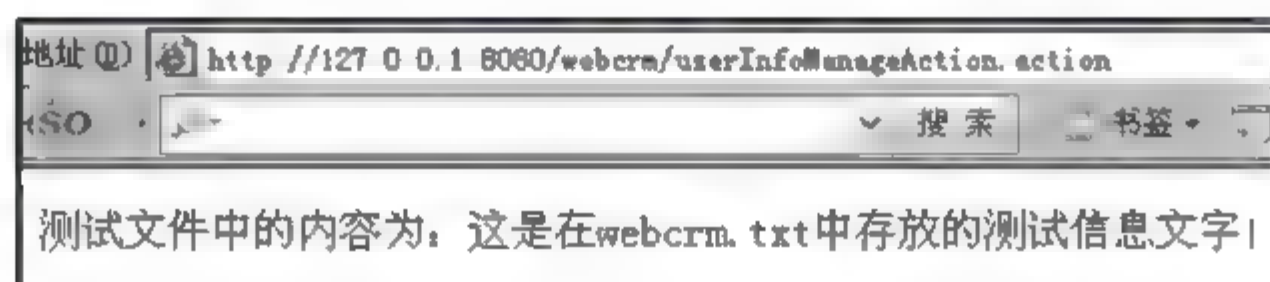 地址(D) http //127 0 0.1 8080/webcrm/userInfoManageAction.action
SO 搜索 书签
测试文件中的内容为：这是在webcrm.txt中存放的测试信息文字!